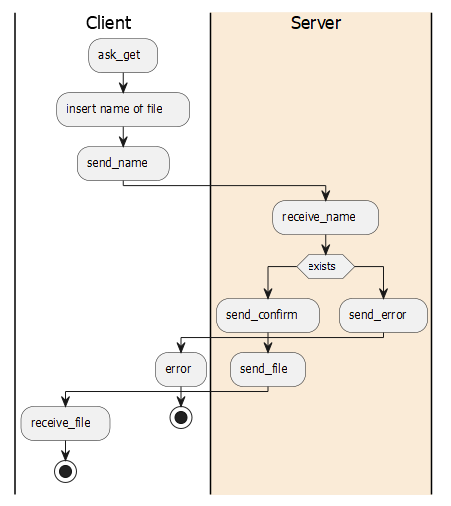 Client
Server
ask_get
insert name of file
send_name
receive_name
exists
send_confirm
send_error
error
send_file
receive_file